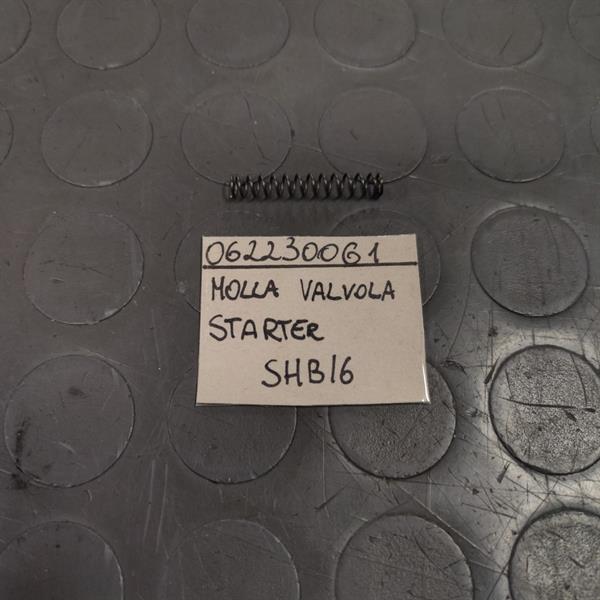 062230061
MOLLA VALVOLA
STARTER
SHB16